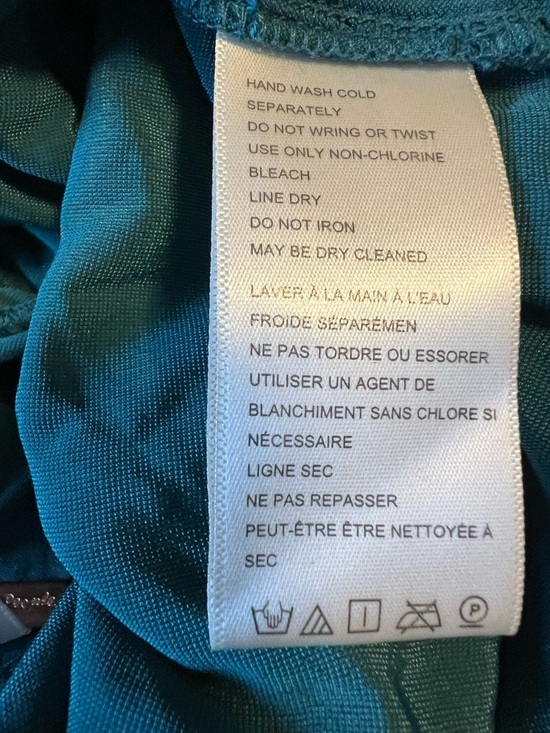 HAND WASH COLD
SEPARATELY
DO NOT WRING OR TWIST
USE ONLY NON-CHLORINE
BLEACH
LINE DRY
DO NOT IRON
MAY BE DRY CLEANED
LAVER À LA MAIN À L'EAU
FROIDE SÉPARÉMEN
NE PAS TORDRE OU ESSORER
UTILISER UN AGENT DE
BLANCHIMENT SANS CHLORE SI
NÉCESSAIRE
LIGNE SEC
NE PAS REPASSER
PEUT-ÊTRE ÊTRE NETTOYÉE À
SEC
P
People